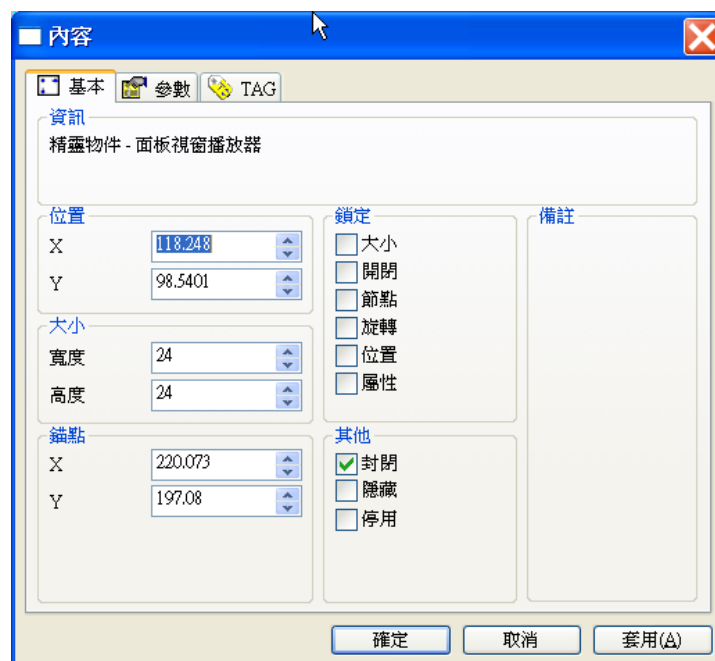 內容
基本 參數 TAG
資訊
精靈物件 - 面板視窗播放器
位置
X 118.248
Y 98.5401
大小
寬度 24
高度 24
錨點
X 220.073
Y 197.08
鎖定
大小
開閉
節點
旋轉
位置
屬性
其他
封閉
隱藏
停用
備註
確定 取消 套用(A)